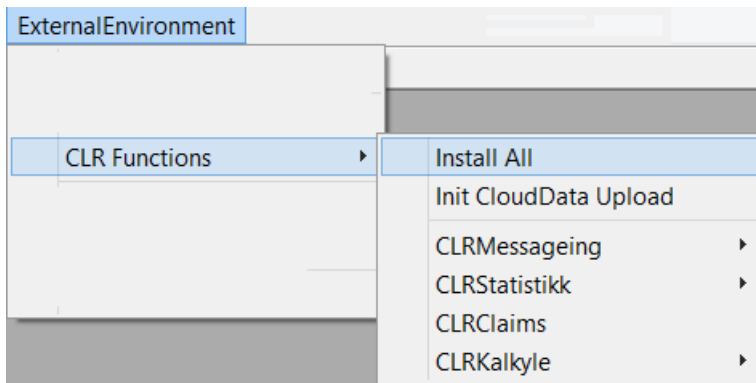 ExternalEnvironment
CLR Functions
Install All
Init CloudData Upload
CLRMessageing
CLRStatistikk
CLRClaims
CLRKalkyle